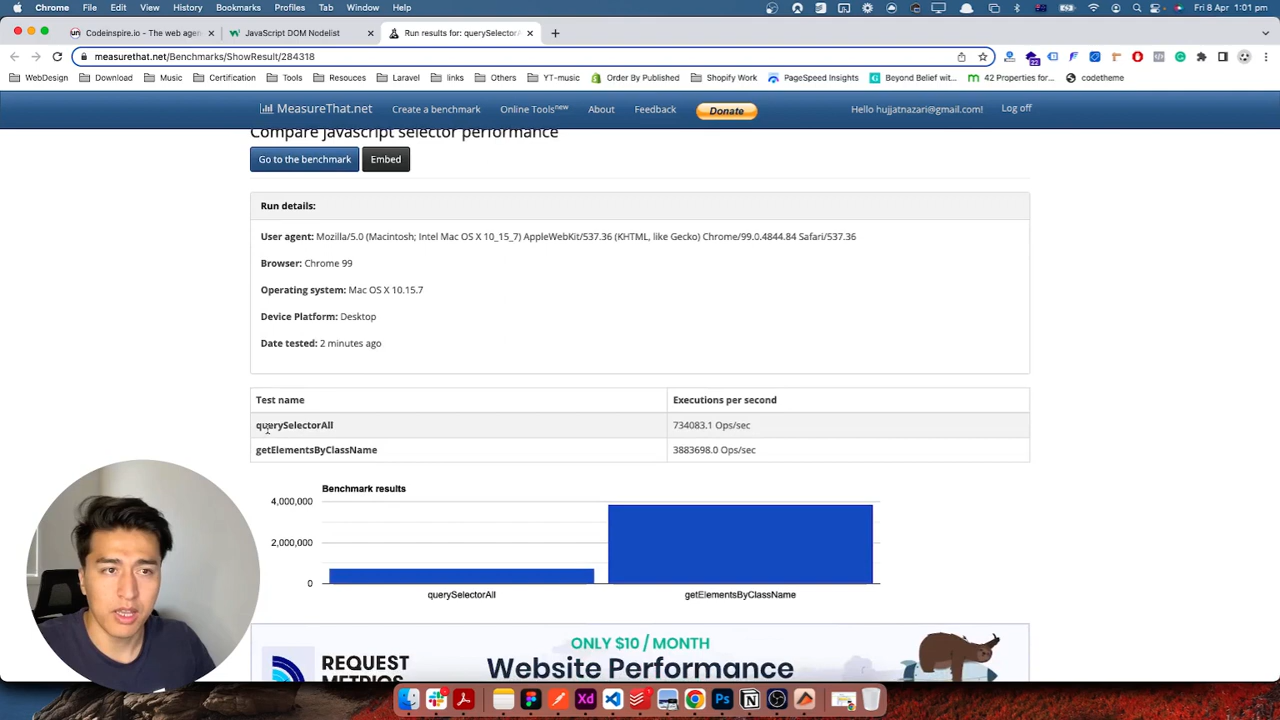 Chrome File Edit View History Bookmarks Profiles Tab Window Help Fri 8 Apr 1:01 pm
Codeinspire.io - The web agen JavaScript DOM Nodelist Run results for: querySelectorA
measurethat.net/Benchmarks/ShowResult/284318
WebDesign Download Music Certification Tools Resouces Laravel links Others YT-music Order By Published Shopify Work PageSpeed Insights Beyond Belief wit... 42 Properties for... codetheme
MeasureThat.net Create a benchmark Online Tools new About Feedback Donate Hello hujjatnazari@gmail.com! Log off
Compare javascript selector performance
Go to the benchmark Embed
Run details:
User agent: Mozilla/5.0 (Macintosh; Intel Mac OS X 10_15_7) AppleWebKit/537.36 (KHTML, like Gecko) Chrome/99.0.4844.84 Safari/537.36
Browser: Chrome 99
Operating system: Mac OS X 10.15.7
Device Platform: Desktop
Date tested: 2 minutes ago
Test name Executions per second
querySelectorAll 734083.1 Ops/sec
getElementsByClassName 3883698.0 Ops/sec
Benchmark results
4,000,000
2,000,000
0
querySelectorAll getElementsByClassName
ONLY $10 / MONTH
REQUEST Website Performance
METRICS